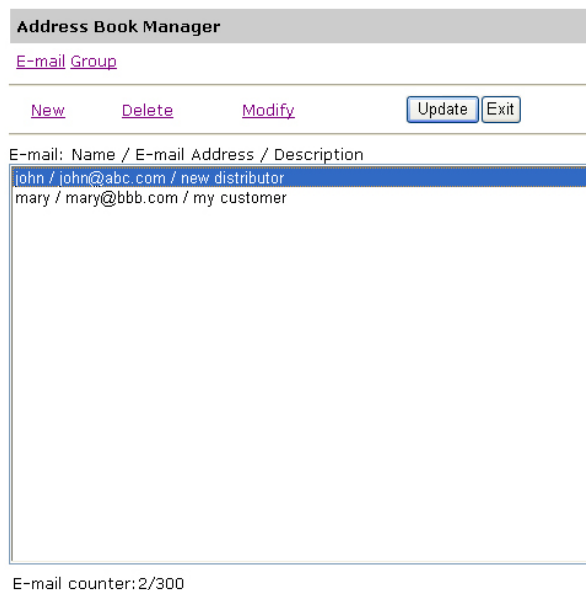 Address Book Manager
E-mail Group
New Delete Modify Update Exit
E-mail: Name / E-mail Address / Description
john / john@abc.com / new distributor
mary / mary@bbb.com / my customer
E-mail counter:2/300